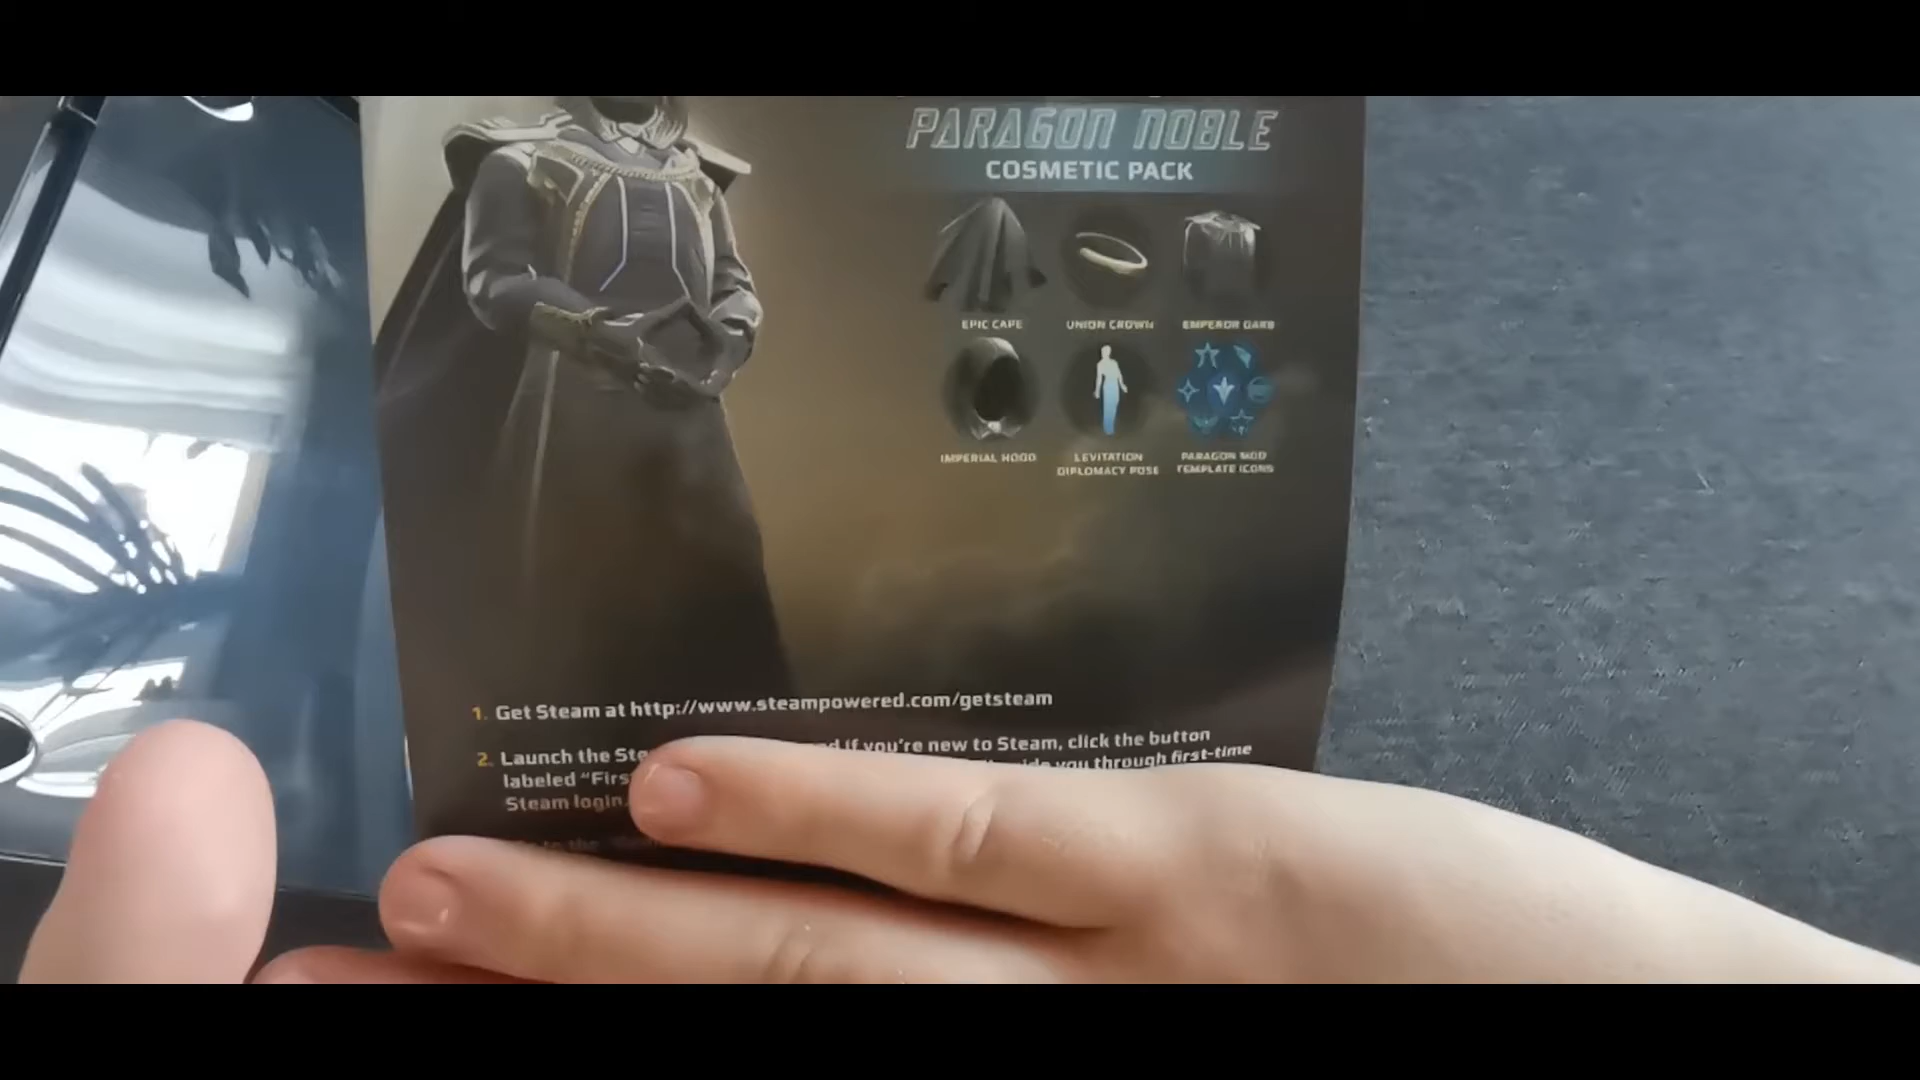 PARAGON NOBLE
COSMETIC PACK
EPIC CAPE
UNION CROWN
EMPEROR GARB
IMPERIAL HOOD
LEVITATION
DIPLOMACY POSE
PARAGON MOD
TEMPLATE ICONS
1. Get Steam at http://www.steampowered.com/getsteam
2. Launch the if you're new to Steam, click the button
labeled you through first-time
Steam login.
to the